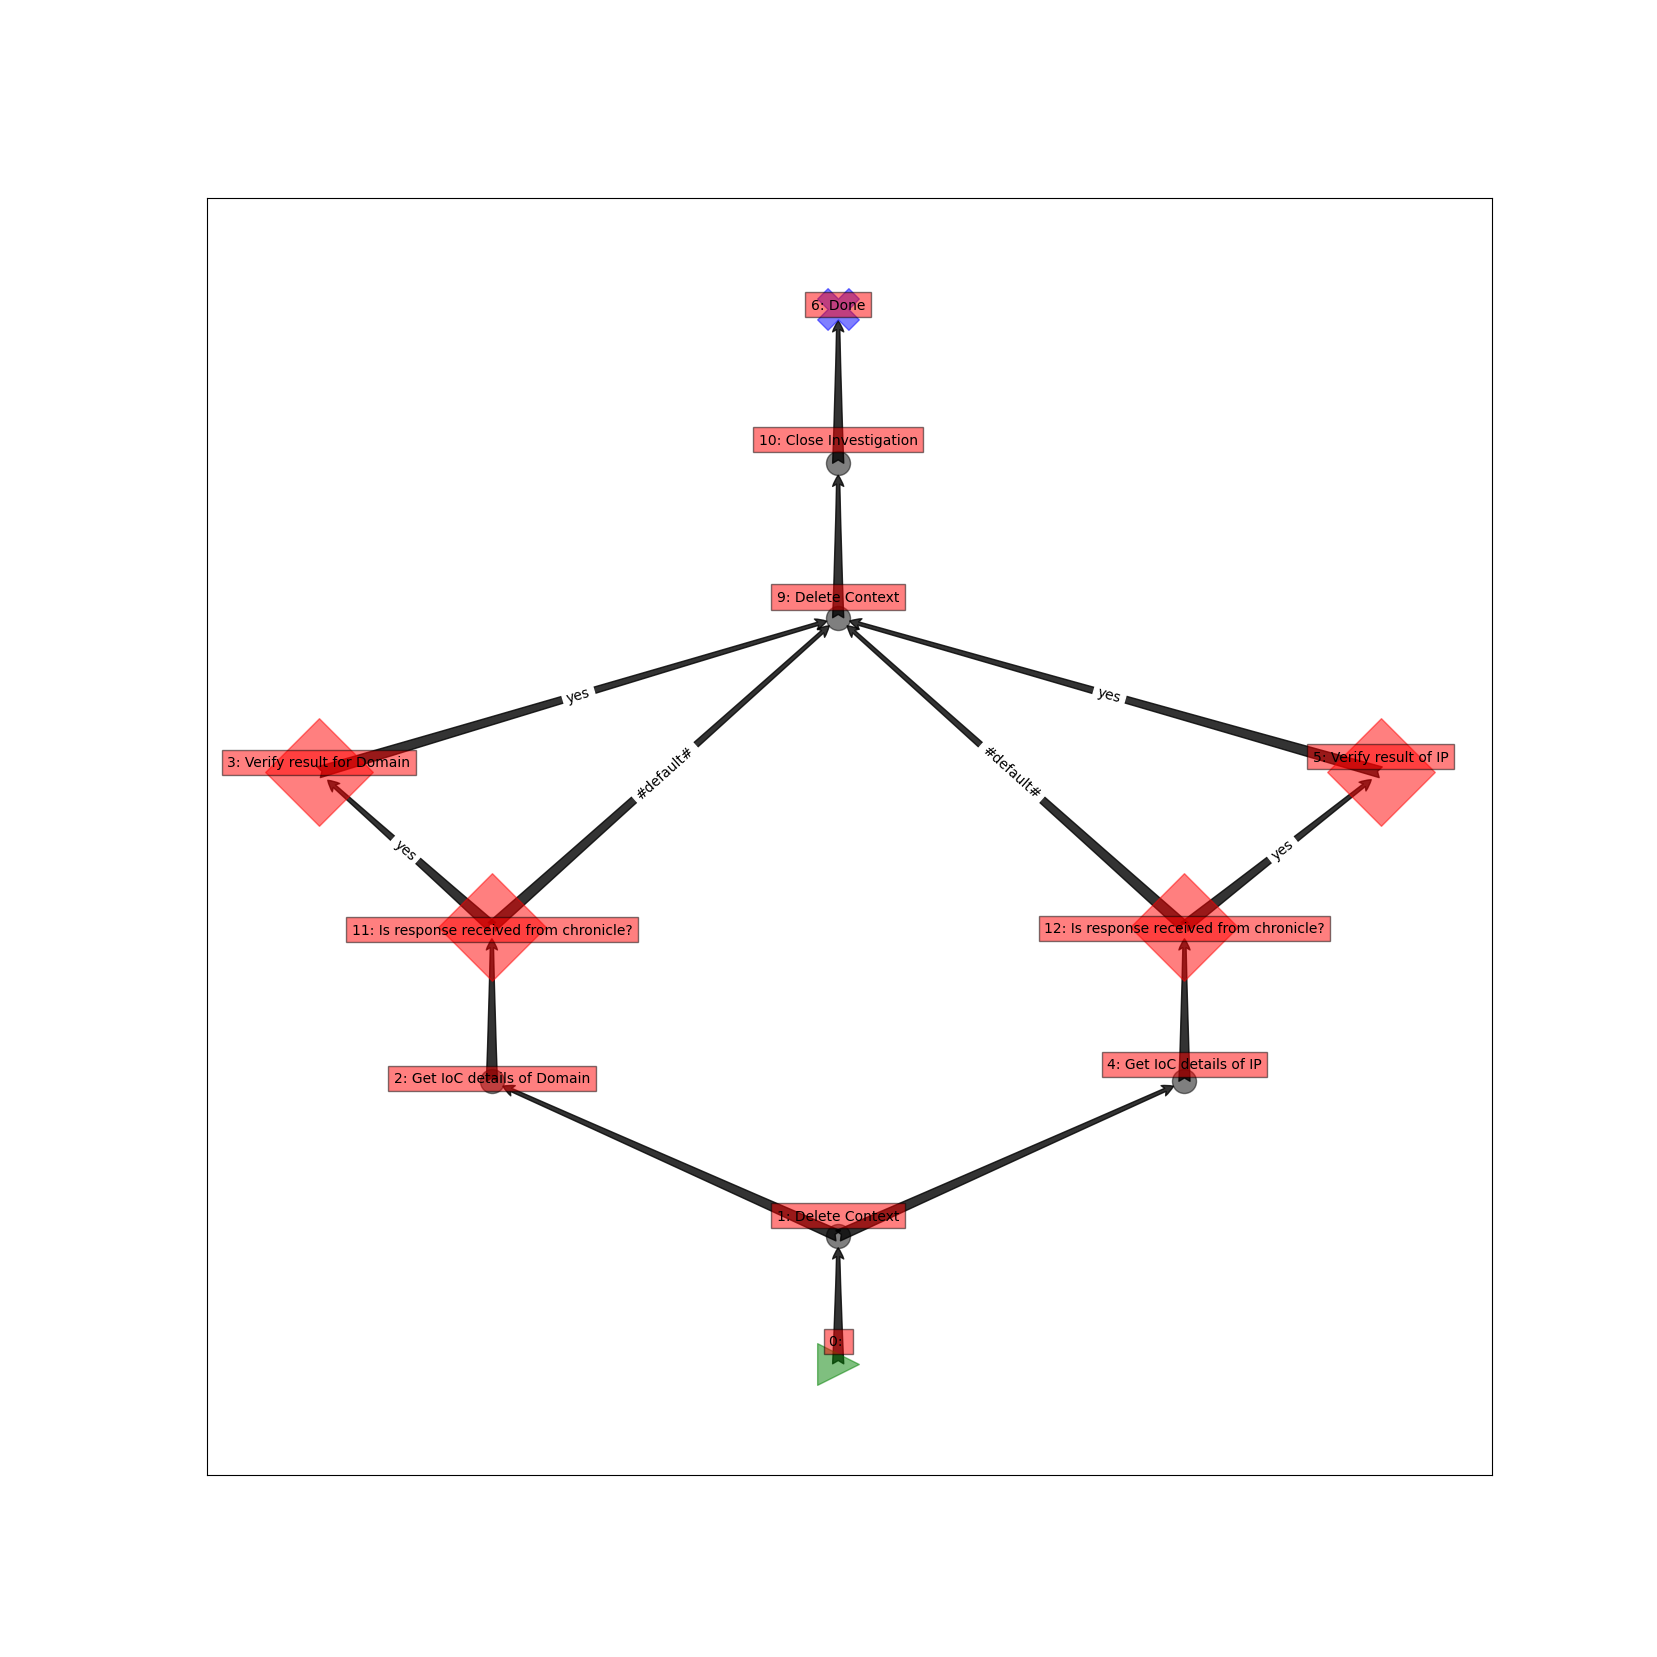 6: Done
10: Close Investigation
9: Delete Context
yes
yes
3: Verify result for Domain
#default#
#default#
5: Verify result of IP
yes
yes
11: Is response received from chronicle?
12: Is response received from chronicle?
2: Get IoC details of Domain
4: Get IoC details of IP
1: Delete Context
0: